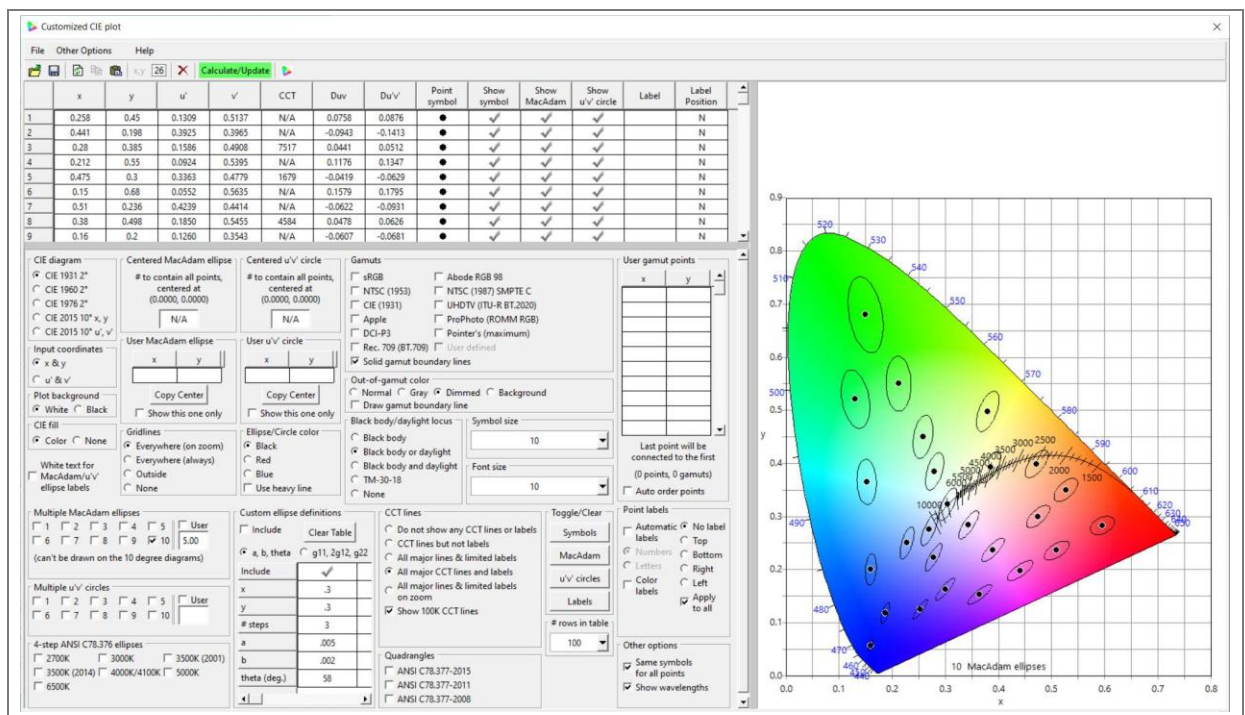 Customized CIE plot
File Other Options Help
x,y 26 Calculate/Update
x y u' v' CCT Duv Du'v' Point symbol Show symbol Show MacAdam Show u'v' circle Label Label Position
1 0.258 0.45 0.1309 0.5137 N/A 0.0758 0.0876 N
2 0.441 0.198 0.3925 0.3965 N/A -0.0943 -0.1413 N
3 0.28 0.385 0.1586 0.4908 7517 0.0441 0.0512 N
4 0.212 0.55 0.0924 0.5395 N/A 0.1176 0.1347 N
5 0.475 0.3 0.3363 0.4779 1679 -0.0419 -0.0629 N
6 0.15 0.68 0.0552 0.5635 N/A 0.1579 0.1795 N
7 0.51 0.236 0.4239 0.4414 N/A -0.0622 -0.0931 N
8 0.38 0.498 0.1850 0.5455 4584 0.0478 0.0626 N
9 0.16 0.2 0.1260 0.3543 N/A -0.0607 -0.0681 N
CIE diagram
CIE 1931 2°
CIE 1960 2°
CIE 1976 2°
CIE 2015 10° x, y
CIE 2015 10° u', v'
Input coordinates
x & y
u' & v'
Plot background
White Black
CIE fill
Color None
White text for
MacAdam/u'v'
ellipse labels
Centered MacAdam ellipse
# to contain all points,
centered at
(0.0000, 0.0000)
N/A
User MacAdam ellipse
x y
Copy Center
Show this one only
Gridlines
Everywhere (on zoom)
Everywhere (always)
Outside
None
Centered u'v' circle
# to contain all points,
centered at
(0.0000, 0.0000)
N/A
User u'v' circle
x y
Copy Center
Show this one only
Ellipse/Circle color
Black
Red
Blue
Use heavy line
Gamuts
sRGB Abode RGB 98
NTSC (1953) NTSC (1987) SMPTE C
CIE (1931) UHDTV (ITU-R BT.2020)
Apple ProPhoto (ROMM RGB)
DCI-P3 Pointer's (maximum)
Rec. 709 (BT.709) User defined
Solid gamut boundary lines
Out-of-gamut color
Normal Gray Dimmed Background
Draw gamut boundary line
Black body/daylight locus
Black body
Black body or daylight
Black body and daylight
TM-30-18
None
Symbol size
10
Font size
10
User gamut points
x y
Last point will be
connected to the first
(0 points, 0 gamuts)
Auto order points
Multiple MacAdam ellipses
1 2 3 4 5 User
6 7 8 9 10 5.00
(can't be drawn on the 10 degree diagrams)
Multiple u'v' circles
1 2 3 4 5 User
6 7 8 9 10
4-step ANSI C78.376 ellipses
2700K 3000K 3500K (2001)
3500K (2014) 4000K/4100K 5000K
6500K
Custom ellipse definitions
Include Clear Table
a, b, theta g11, 2g12, g22
Include
x .3
y .3
# steps 3
a .005
b .002
theta (deg.) 58
CCT lines
Do not show any CCT lines or labels
CCT lines but not labels
All major lines & limited labels
All major CCT lines and labels
All major lines & limited labels
on zoom
Show 100K CCT lines
Quadrangles
ANSI C78.377-2015
ANSI C78.377-2011
ANSI C78.377-2008
Toggle/Clear
Symbols
MacAdam
u'v' circles
Labels
# rows in table
100
Point labels
Automatic labels
Numbers
Letters
Color labels
No label
Top
Bottom
Right
Left
Apply to all
Other options
Same symbols
for all points
Show wavelengths
0.9
0.8
0.7
0.6
0.5
0.4
0.3
0.2
0.1
0.0
y
520
530
540
510
550
560
570
500
580
590
600
610
620
630
490
480
470
460
2500
3000
3500
4000
4500
5000
5500
6000
2000
1500
10000
10 MacAdam ellipses
0.0 0.1 0.2 0.3 0.4 0.5 0.6 0.7 0.8
x